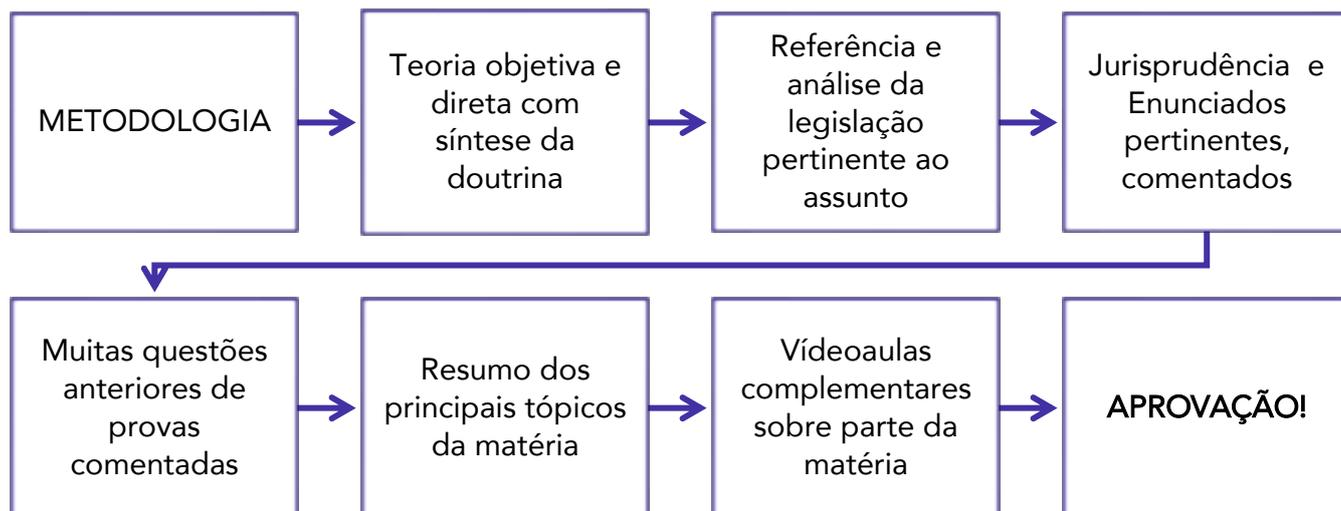 METODOLOGIA
Teoria objetiva e
direta com
síntese da
doutrina
Referência e
análise da
legislação
pertinente ao
assunto
Jurisprudência e
Enunciados
pertinentes,
comentados
Muitas questões
anteriores de
provas
comentadas
Resumo dos
principais tópicos
da matéria
Vídeoaulas
complementares
sobre parte da
matéria
APROVAÇÃO!